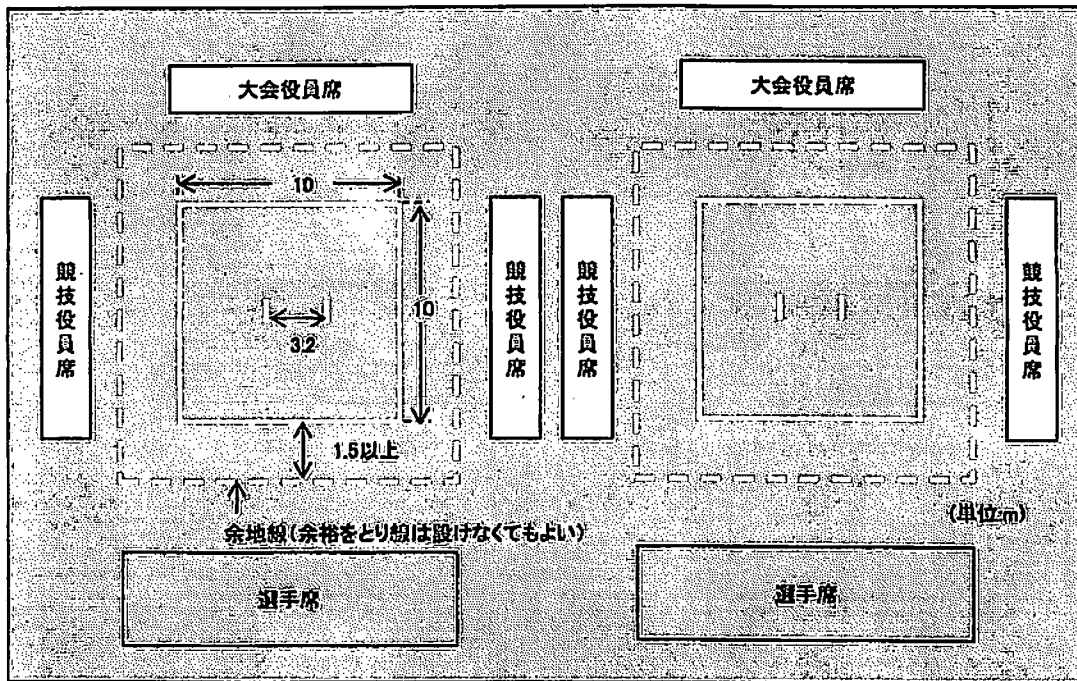 大会役員席
大会役員席
10
競技役員席
10
3.2
競技役員席
競技役員席
競技役員席
1.5以上
余地線(余裕をとり線は設けなくてもよい)
(単位:m)
選手席
選手席